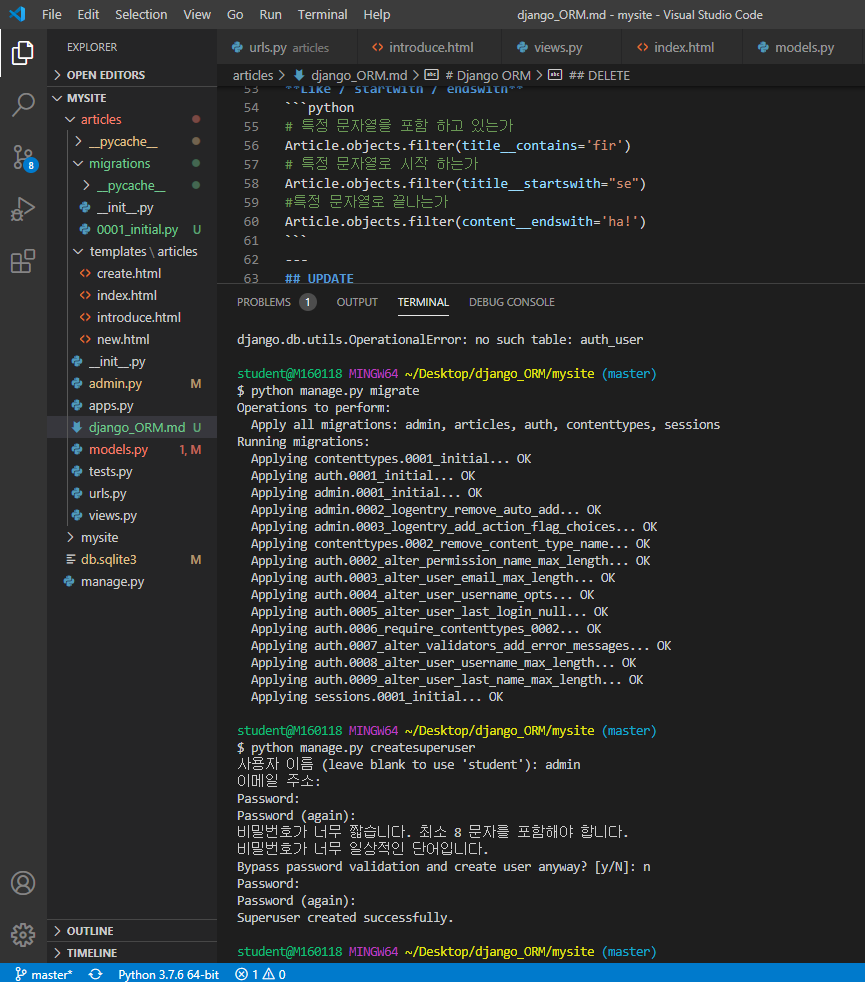 File Edit Selection View Go Run Terminal Help django_ORM.md - mysite - Visual Studio Code
EXPLORER
OPEN EDITORS
MYSITE
articles
__pycache__
migrations
__pycache__
__init__.py
0001_initial.py U
templates \ articles
create.html
index.html
introduce.html
new.html
__init__.py
admin.py M
apps.py
django_ORM.md U
models.py 1, M
tests.py
urls.py
views.py
mysite
db.sqlite3 M
manage.py
OUTLINE
TIMELINE
8
urls.py articles introduce.html views.py index.html models.py
articles > django_ORM.md > # Django ORM > ## DELETE
53 **Like / startwith / endswith**
54 ```python
55 # 특정 문자열을 포함 하고 있는가
56 Article.objects.filter(title__contains='fir')
57 # 특정 문자열로 시작 하는가
58 Article.objects.filter(titile__startswith="se")
59 #특정 문자열로 끝나는가
60 Article.objects.filter(content__endswith='ha!')
61 ```
62 ---
63 ## UPDATE
PROBLEMS 1 OUTPUT TERMINAL DEBUG CONSOLE
django.db.utils.OperationalError: no such table: auth_user
student@M160118 MINGW64 ~/Desktop/django_ORM/mysite (master)
$ python manage.py migrate
Operations to perform:
Apply all migrations: admin, articles, auth, contenttypes, sessions
Running migrations:
Applying contenttypes.0001_initial... OK
Applying auth.0001_initial... OK
Applying admin.0001_initial... OK
Applying admin.0002_logentry_remove_auto_add... OK
Applying admin.0003_logentry_add_action_flag_choices... OK
Applying contenttypes.0002_remove_content_type_name... OK
Applying auth.0002_alter_permission_name_max_length... OK
Applying auth.0003_alter_user_email_max_length... OK
Applying auth.0004_alter_user_username_opts... OK
Applying auth.0005_alter_user_last_login_null... OK
Applying auth.0006_require_contenttypes_0002... OK
Applying auth.0007_alter_validators_add_error_messages... OK
Applying auth.0008_alter_user_username_max_length... OK
Applying auth.0009_alter_user_last_name_max_length... OK
Applying sessions.0001_initial... OK
student@M160118 MINGW64 ~/Desktop/django_ORM/mysite (master)
$ python manage.py createsuperuser
사용자 이름 (leave blank to use 'student'): admin
이메일 주소:
Password:
Password (again):
비밀번호가 너무 짧습니다. 최소 8 문자를 포함해야 합니다.
비밀번호가 너무 일상적인 단어입니다.
Bypass password validation and create user anyway? [y/N]: n
Password:
Password (again):
Superuser created successfully.
student@M160118 MINGW64 ~/Desktop/django_ORM/mysite (master)
master* Python 3.7.6 64-bit 1 0